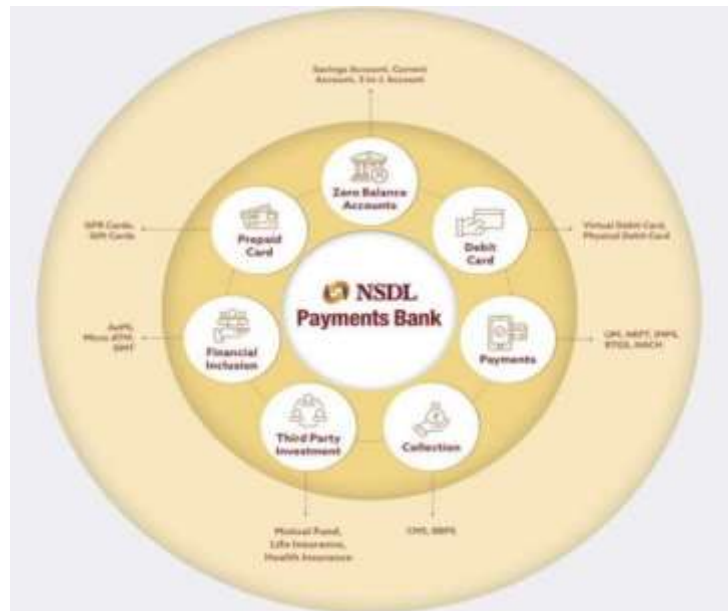 Savings Account, Current
Account, 3-in-1 Account
Zero Balance
Accounts
Debit
Card
Virtual Debit Card,
Physical Debit Card
Payments
UPI, NEFT, IMPS,
RTGS, NACH
Collection
CMS, BBPS
Third Party
Investment
Mutual Fund,
Life Insurance,
Health Insurance
Financial
Inclusion
AePS,
Micro ATM,
DMT
Prepaid
Card
GPR Cards,
Gift Cards
NSDL
Payments Bank